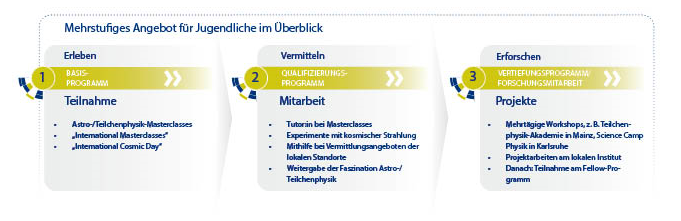 Mehrstufiges Angebot für Jugendliche im Überblick
Erleben
1
BASIS-
PROGRAMM
Teilnahme
• Astro-/Teilchenphysik-Masterclasses
• „International Masterclasses"
• „International Cosmic Day"
Vermitteln
2
QUALIFIZIERUNGS-
PROGRAMM
Mitarbeit
• Tutor:in bei Masterclasses
• Experimente mit kosmischer Strahlung
• Mithilfe bei Vermittlungsangeboten der
lokalen Standorte
• Weitergabe der Faszination Astro-/
Teilchenphysik
Erforschen
3
VERTIEFUNGSPROGRAMM/
FORSCHUNGSMITARBEIT
Projekte
• Mehrtägige Workshops, z. B. Teilchen-
physik-Akademie in Mainz, Science Camp
Physik in Karlsruhe
• Projektarbeiten am lokalen Institut
• Danach: Teilnahme am Fellow-Pro-
gramm